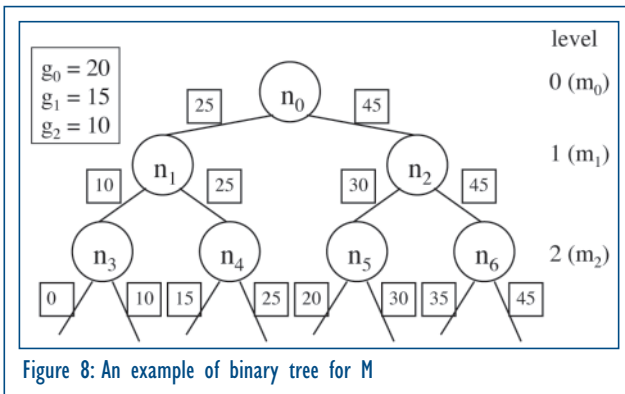 level
g₀ = 20
g₁ = 15
g₂ = 10
n₀
0 (m₀)
25
45
n₁
n₂
1 (m₁)
10
25
30
45
n₃
n₄
n₅
n₆
2 (m₂)
0
10
15
25
20
30
35
45
Figure 8: An example of binary tree for M